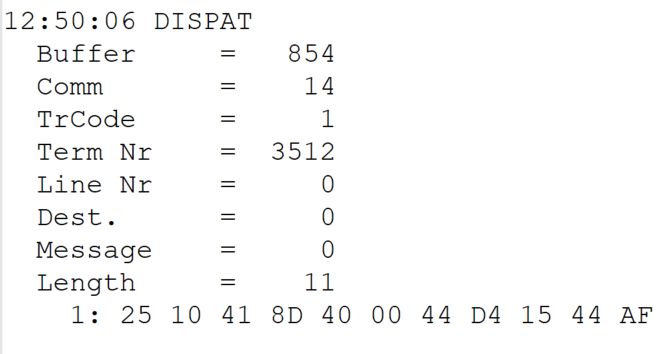 12:50:06 DISPAT
Buffer = 854
Comm = 14
TrCode = 1
Term Nr = 3512
Line Nr = 0
Dest. = 0
Message = 0
Length = 11
1: 25 10 41 8D 40 00 44 D4 15 44 AF